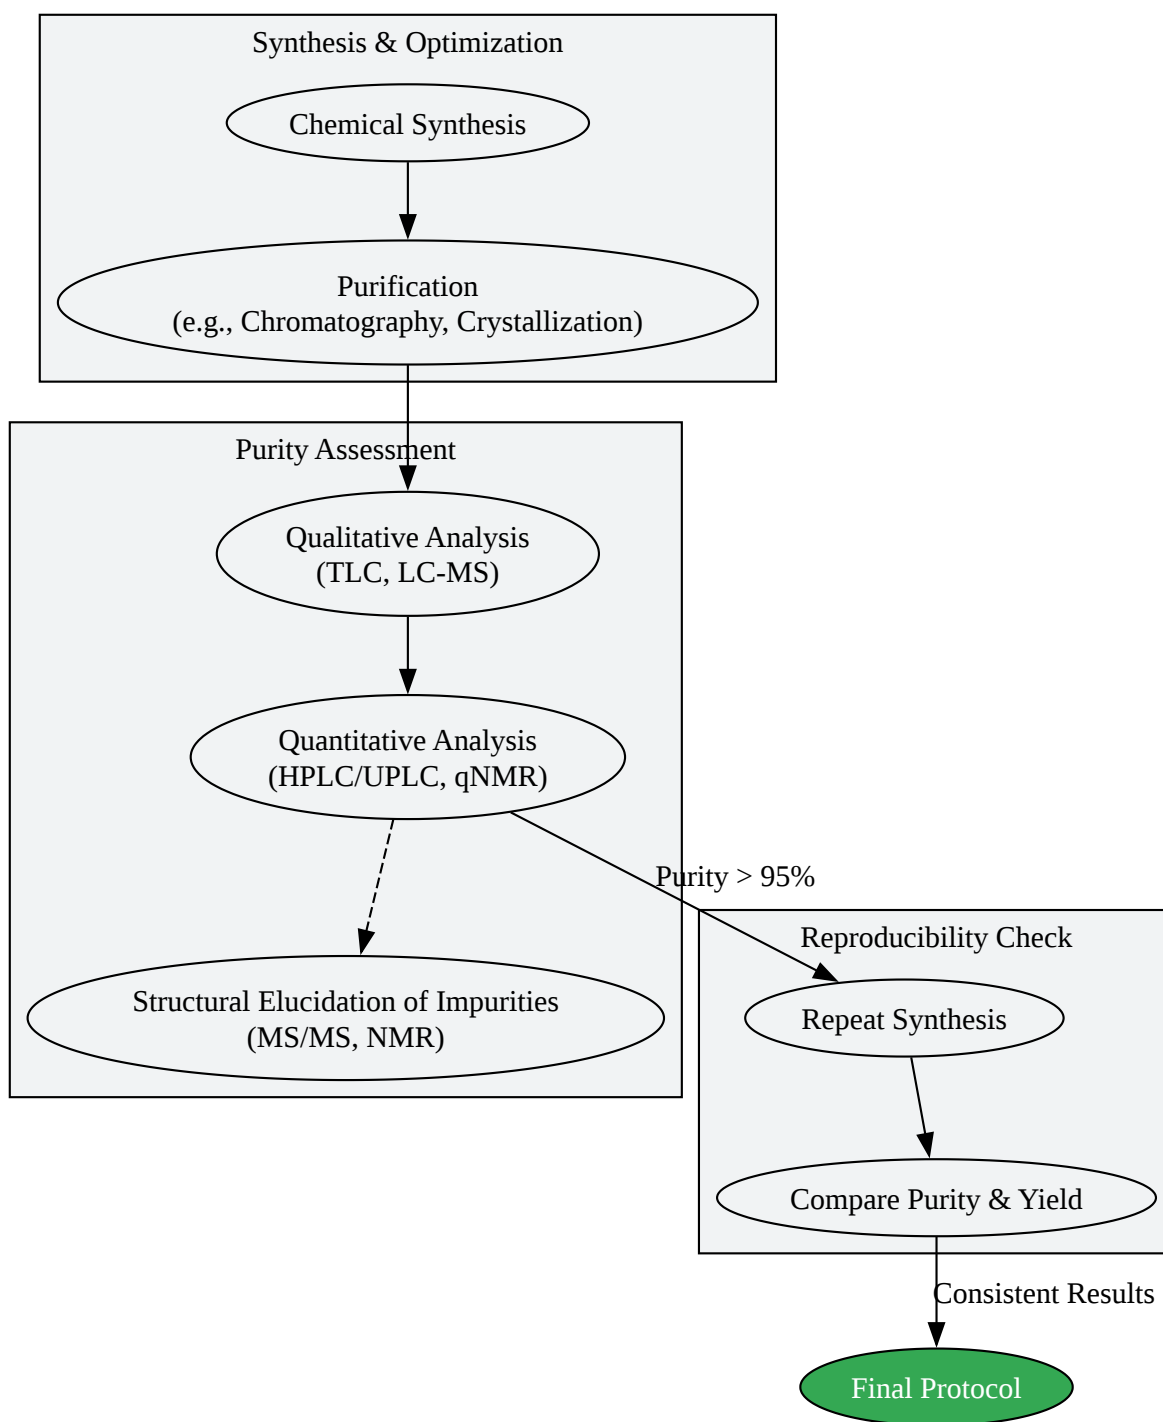 Synthesis & Optimization
Chemical Synthesis
Purification
(e.g., Chromatography, Crystallization)
Purity Assessment
Qualitative Analysis
(TLC, LC-MS)
Quantitative Analysis
(HPLC/UPLC, qNMR)
Purity > 95%
Reproducibility Check
Structural Elucidation of Impurities
(MS/MS, NMR)
Repeat Synthesis
Compare Purity & Yield
Consistent Results
Final Protocol